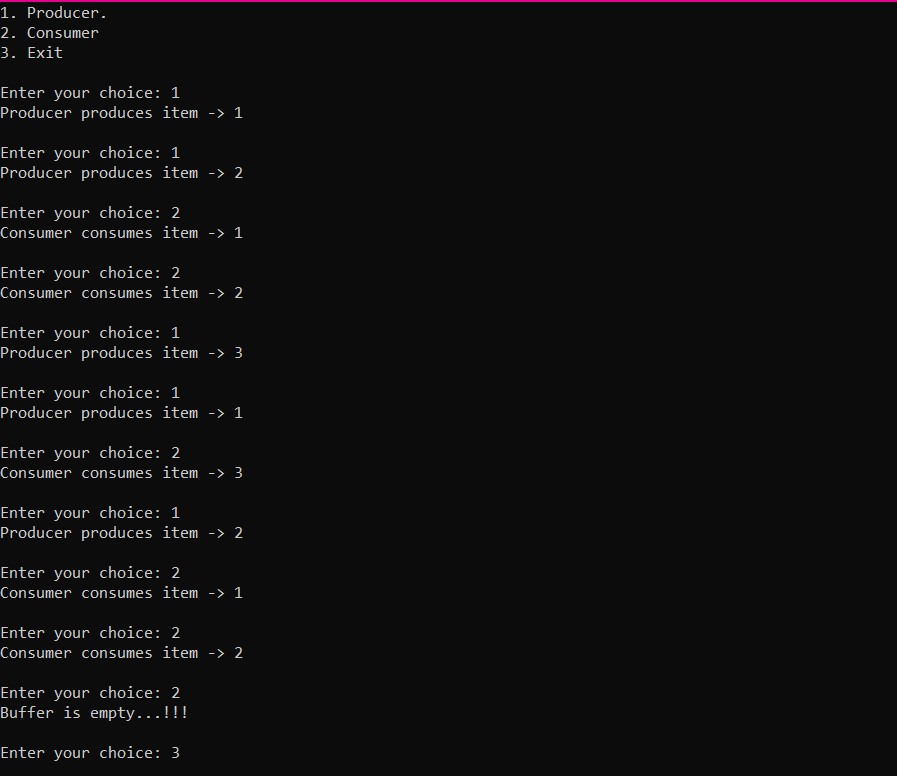 1. Producer.
2. Consumer
3. Exit
Enter your choice: 1
Producer produces item -> 1
Enter your choice: 1
Producer produces item -> 2
Enter your choice: 2
Consumer consumes item -> 1
Enter your choice: 2
Consumer consumes item -> 2
Enter your choice: 1
Producer produces item -> 3
Enter your choice: 1
Producer produces item -> 1
Enter your choice: 2
Consumer consumes item -> 3
Enter your choice: 1
Producer produces item -> 2
Enter your choice: 2
Consumer consumes item -> 1
Enter your choice: 2
Consumer consumes item -> 2
Enter your choice: 2
Buffer is empty...!!!
Enter your choice: 3